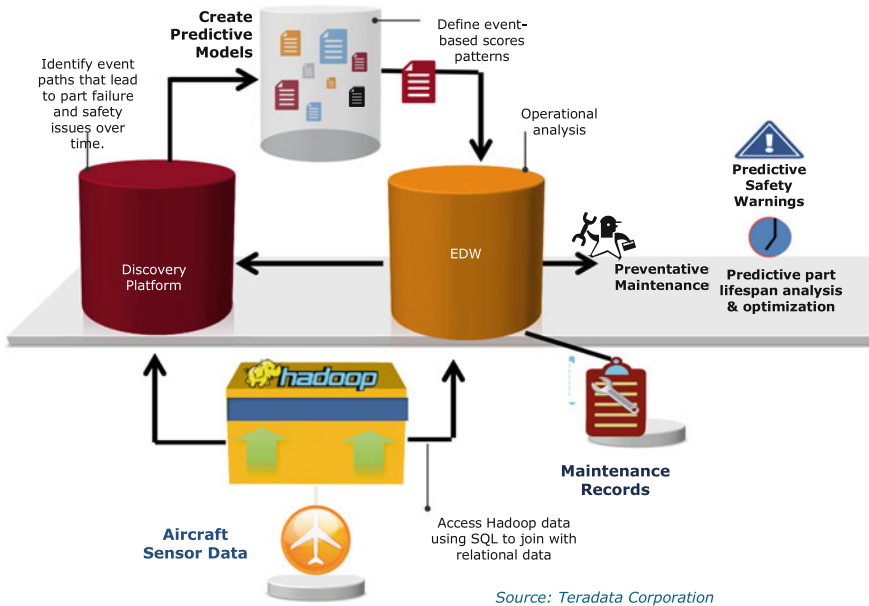 Create
Predictive
Models
Define event-
based scores
patterns
Identify event
paths that lead
to part failure
and safety
issues over
time.
Operational
analysis
Predictive
Safety
Warnings
Discovery
Platform
EDW
Preventative
Maintenance
Predictive part
lifespan analysis
& optimization
hadoop
Maintenance
Records
Aircraft
Sensor Data
Access Hadoop data
using SQL to join with
relational data
Source: Teradata Corporation